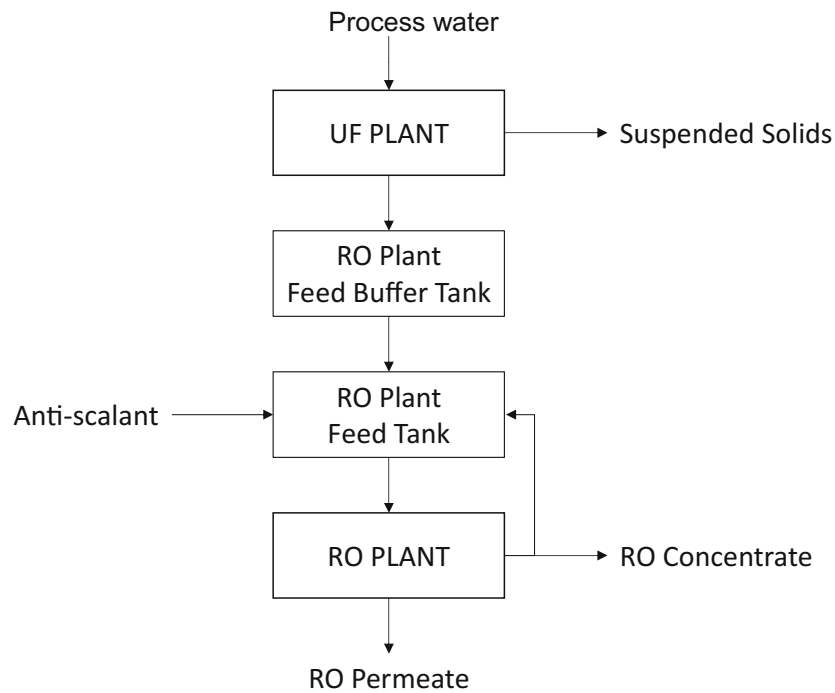 Process water
UF PLANT
Suspended Solids
RO Plant
Feed Buffer Tank
Anti-scalant
RO Plant
Feed Tank
RO PLANT
RO Concentrate
RO Permeate